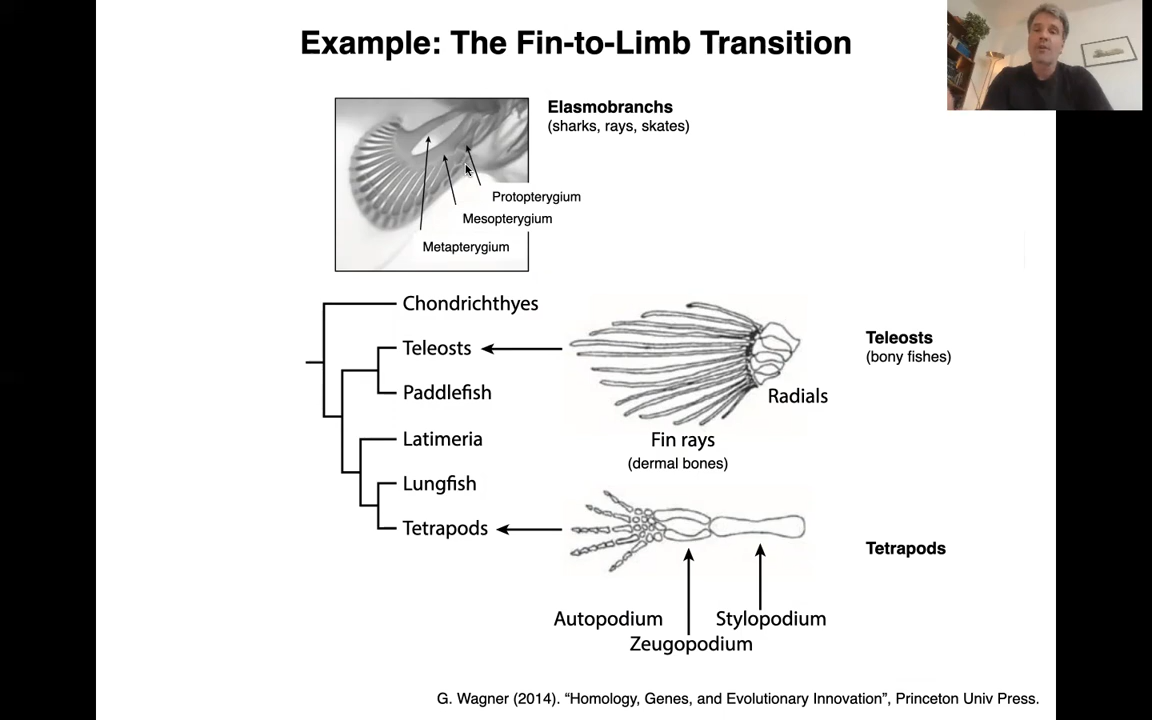 Example: The Fin-to-Limb Transition
Elasmobranchs
(sharks, rays, skates)
Protopterygium
Mesopterygium
Metapterygium
Chondrichthyes
Teleosts
Paddlefish
Latimeria
Lungfish
Tetrapods
Radials
Fin rays
(dermal bones)
Teleosts
(bony fishes)
Tetrapods
Autopodium
Stylopodium
Zeugopodium
G. Wagner (2014). “Homology, Genes, and Evolutionary Innovation”, Princeton Univ Press.